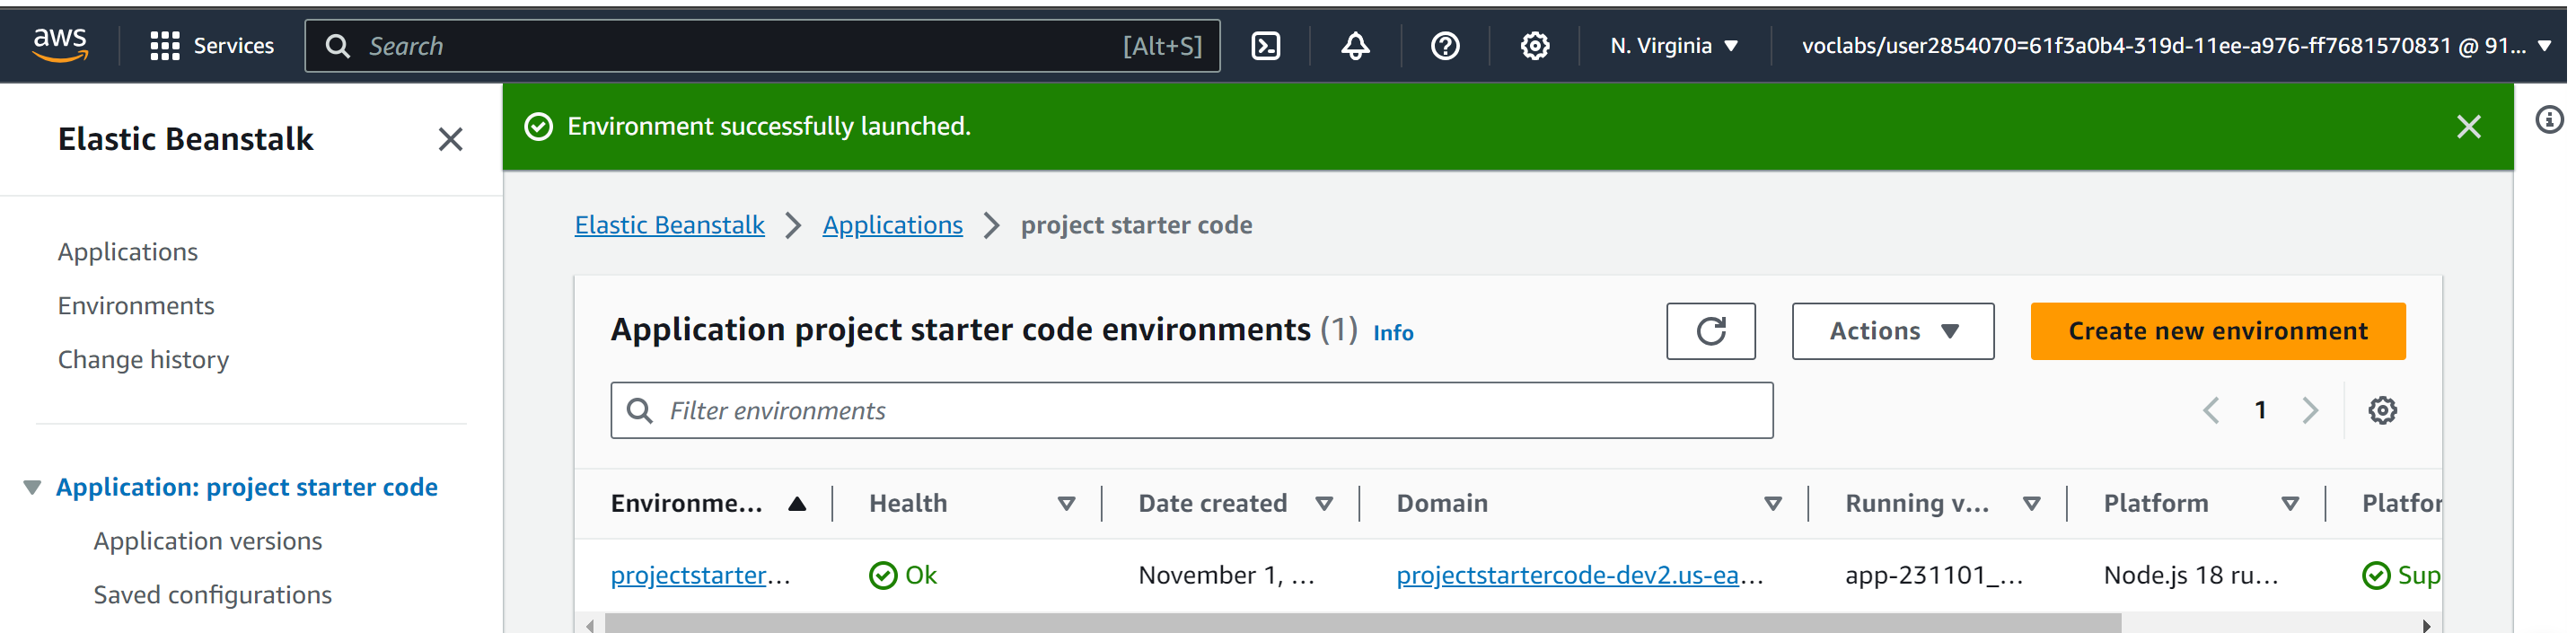 aws
Services
Search
[Alt+S]
N. Virginia
voclabs/user2854070=61f3a0b4-319d-11ee-a976-ff7681570831 @ 91...
Elastic Beanstalk
Environment successfully launched.
Applications
Environments
Change history
Application: project starter code
Application versions
Saved configurations
Elastic Beanstalk > Applications > project starter code
Application project starter code environments (1) Info
Actions
Create new environment
Filter environments
1
Environme... Health Date created Domain Running v... Platform Platfor
projectstarter... Ok November 1, ... projectstartercode-dev2.us-ea... app-231101_... Node.js 18 ru... Sup